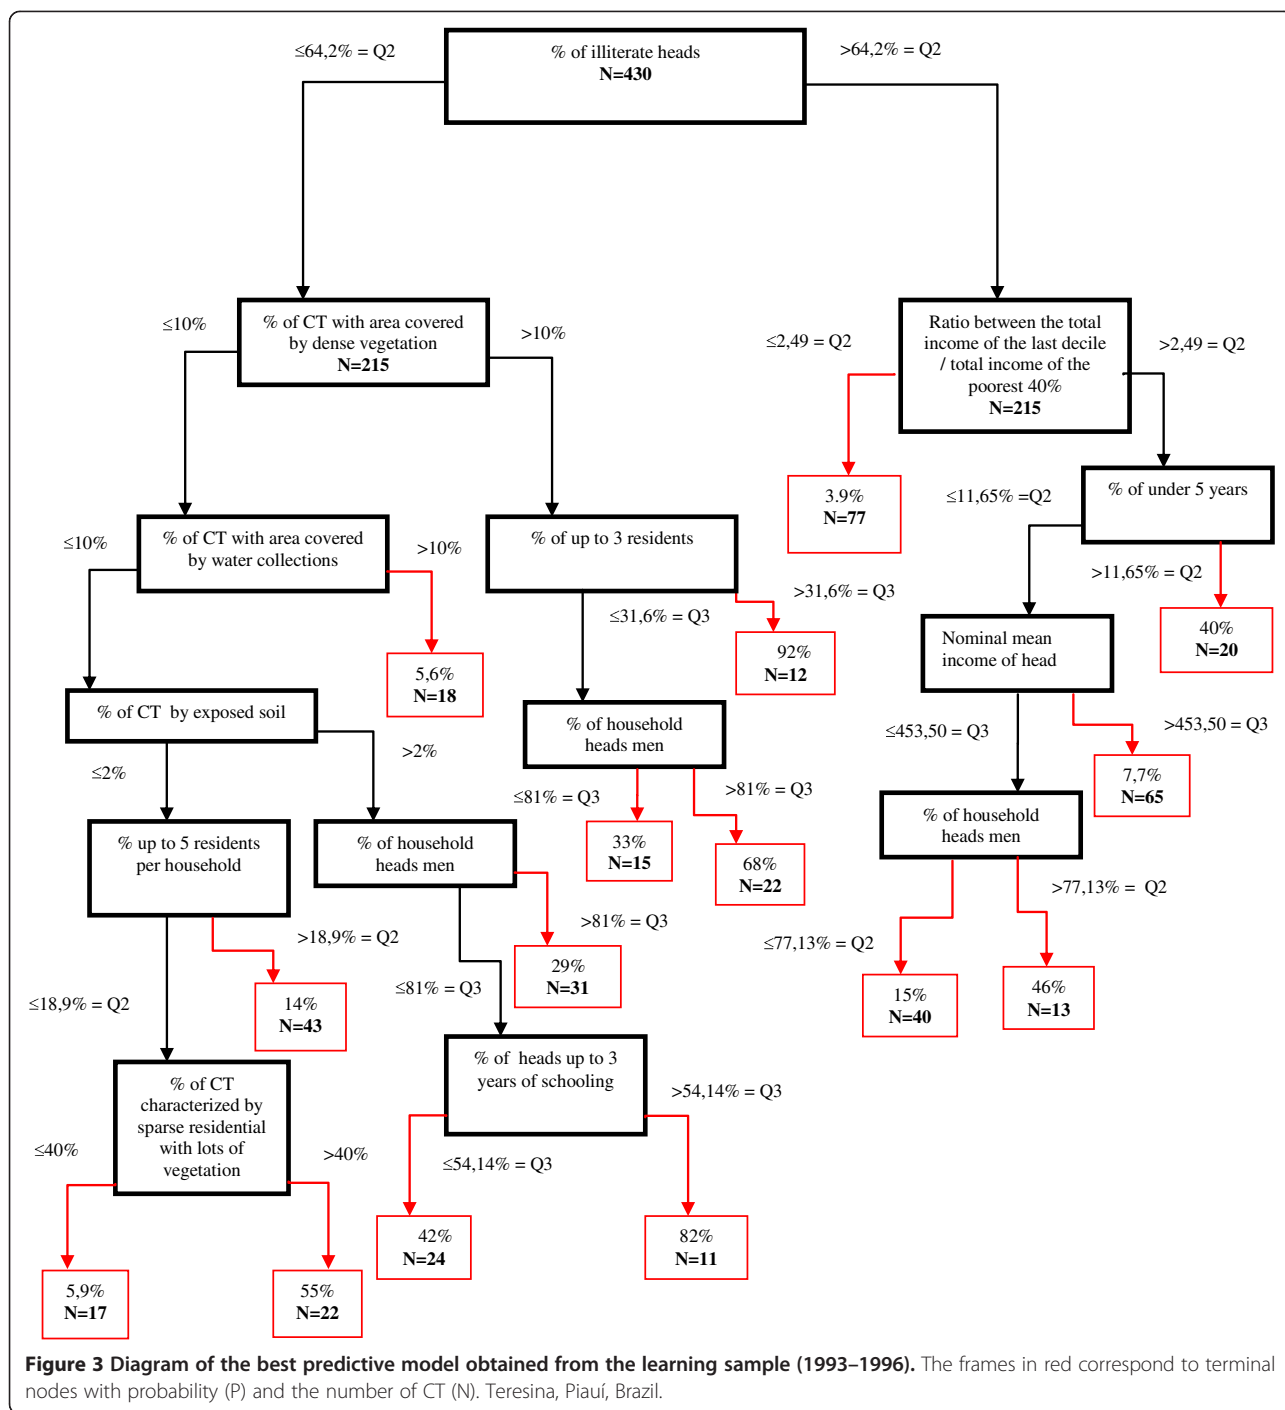 ≤64,2% = Q2
% of illiterate heads
N=430
>64,2% = Q2
≤10%
% of CT with area covered
by dense vegetation
N=215
>10%
≤2,49 = Q2
Ratio between the total
income of the last decile
/ total income of the
poorest 40%
N=215
>2,49 = Q2
3.9%
N=77
≤11,65% =Q2
% of under 5 years
≤10%
% of CT with area covered
by water collections
>10%
% of up to 3 residents
>11,65% = Q2
≤31,6% = Q3
>31,6% = Q3
40%
N=20
5,6%
N=18
92%
N=12
Nominal mean
income of head
% of CT  by exposed soil
% of household
heads men
≤453,50 = Q3
>453,50 = Q3
≤2%
>2%
7,7%
N=65
≤81% = Q3
>81% = Q3
% up to 5 residents
per household
% of household
heads men
33%
N=15
68%
N=22
% of household
heads men
>77,13% =  Q2
>18,9% = Q2
>81% = Q3
≤77,13% = Q2
≤18,9% = Q2
14%
N=43
≤81% = Q3
29%
N=31
15%
N=40
46%
N=13
% of CT
characterized by
sparse residential
with lots of
vegetation
% of  heads up to 3
years of schooling
>54,14% = Q3
≤40%
>40%
≤54,14% = Q3
42%
N=24
82%
N=11
5,9%
N=17
55%
N=22
Figure 3 Diagram of the best predictive model obtained from the learning sample (1993–1996). The frames in red correspond to terminal
nodes with probability (P) and the number of CT (N). Teresina, Piauí, Brazil.